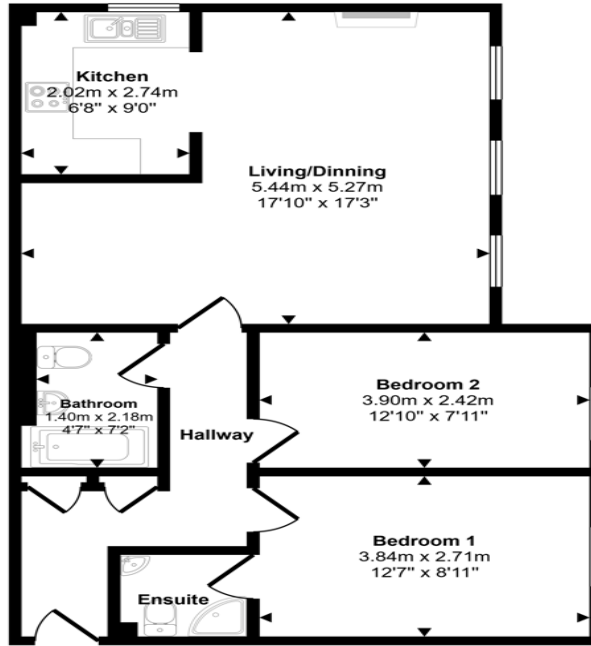 Kitchen
2.02m x 2.74m
6'8" x 9'0"
Living/Dinning
5.44m x 5.27m
17'10" x 17'3"
Bathroom
1.40m x 2.18m
4'7" x 7'2"
Hallway
Bedroom 2
3.90m x 2.42m
12'10" x 7'11"
Bedroom 1
3.84m x 2.71m
12'7" x 8'11"
Ensuite